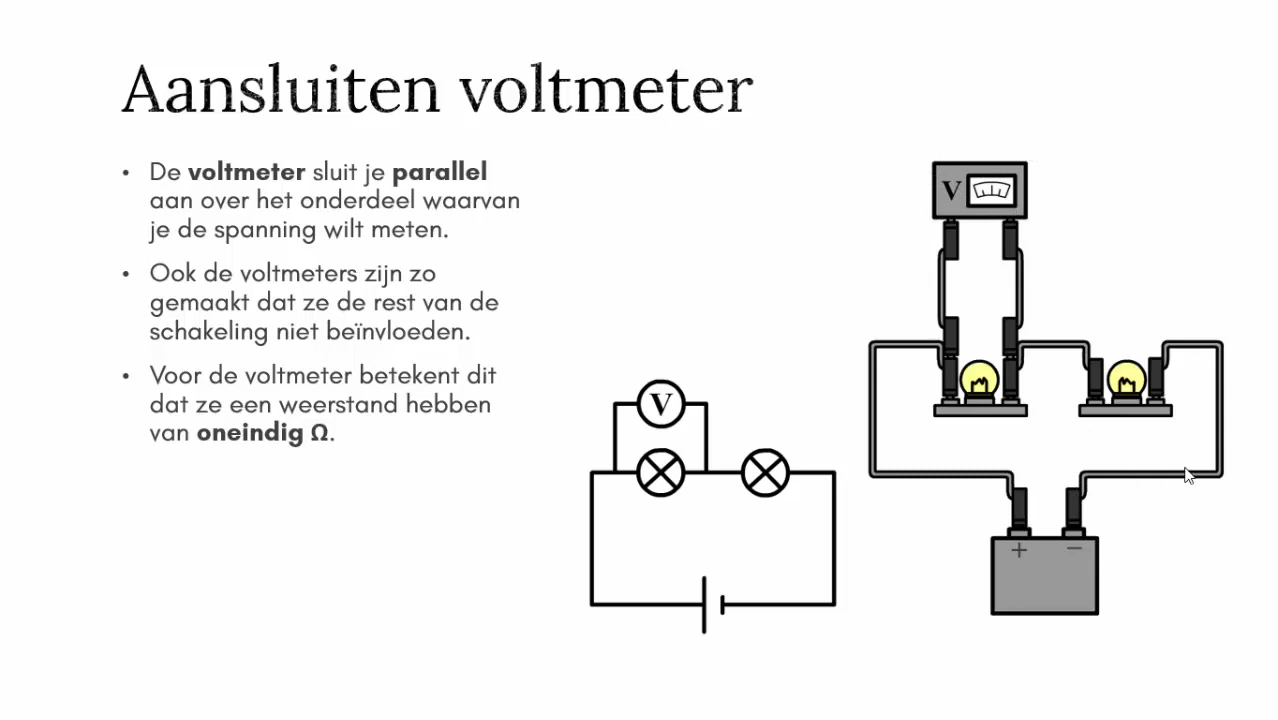 Aansluiten voltmeter
• De voltmeter sluit je parallel
aan over het onderdeel waarvan
je de spanning wilt meten.
• Ook de voltmeters zijn zo
gemaakt dat ze de rest van de
schakeling niet beïnvloeden.
• Voor de voltmeter betekent dit
dat ze een weerstand hebben
van oneindig Ω.
V
V
+ −